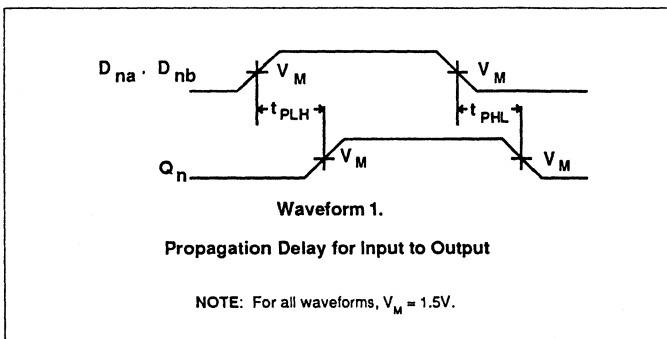 D na . D nb
V M
V M
t PLH
t PHL
Q n
V M
V M
Waveform 1.
Propagation Delay for Input to Output
NOTE: For all waveforms, V M = 1.5V.